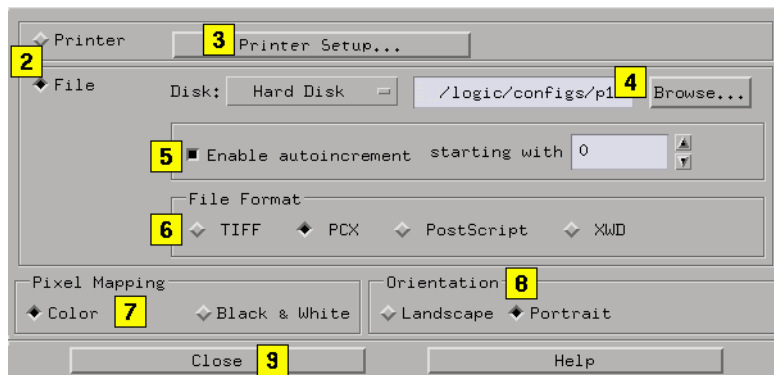 Printer 3 Printer Setup...
2
File Disk: Hard Disk /logic/configs/p1 4 Browse...
5 Enable autoincrement starting with 0
File Format
6 TIFF PCX PostScript XWD
Pixel Mapping Orientation 8
Color 7 Black & White Landscape Portrait
Close 9 Help